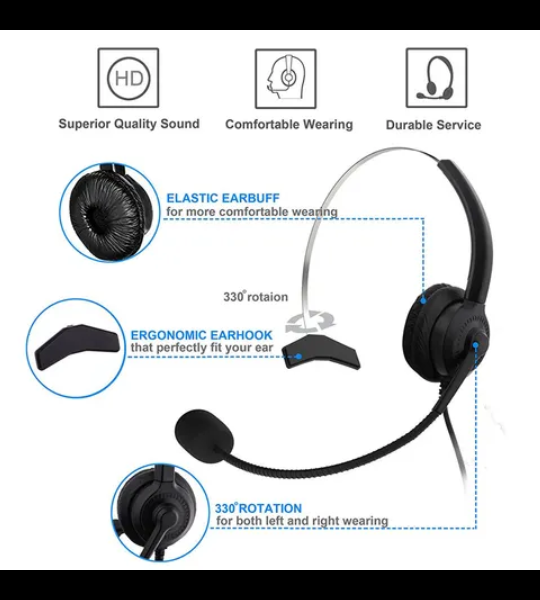 HD
Superior Quality Sound
Comfortable Wearing
Durable Service
ELASTIC EARBUFF
for more comfortable wearing
330°rotaion
ERGONOMIC EARHOOK
that perfectly fit your ear
330°ROTATION
for both left and right wearing